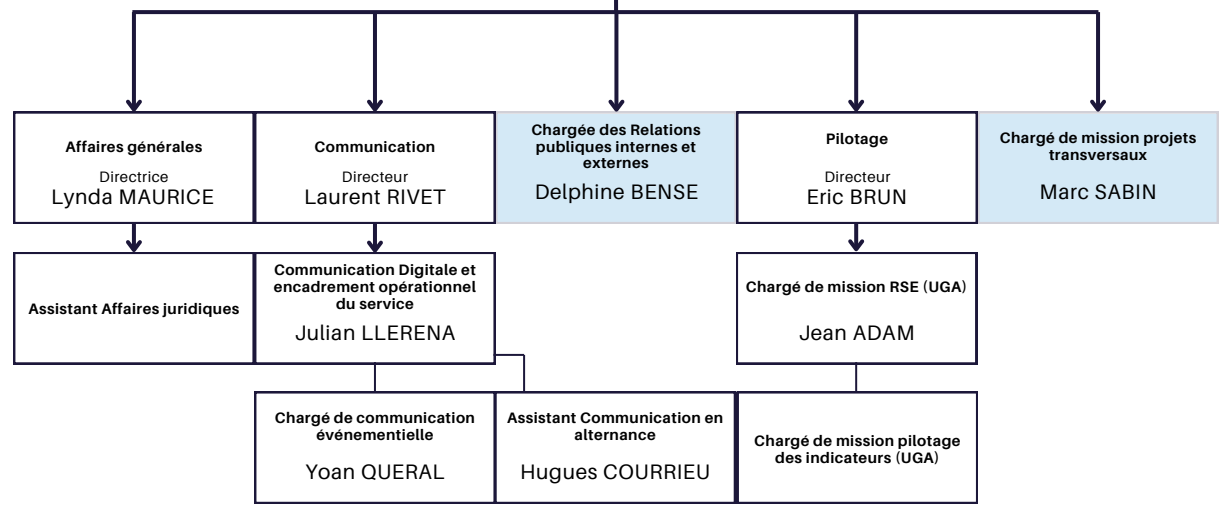 Affaires générales
Directrice
Lynda MAURICE
Communication
Directeur
Laurent RIVET
Chargée des Relations
publiques internes et
externes
Delphine BENSE
Pilotage
Directeur
Eric BRUN
Chargé de mission projets
transversaux
Marc SABIN
Assistant Affaires juridiques
Communication Digitale et
encadrement opérationnel
du service
Julian LLERENA
Chargé de mission RSE (UGA)
Jean ADAM
Chargé de communication
événementielle
Yoan QUERAL
Assistant Communication en
alternance
Hugues COURRIEU
Chargé de mission pilotage
des indicateurs (UGA)